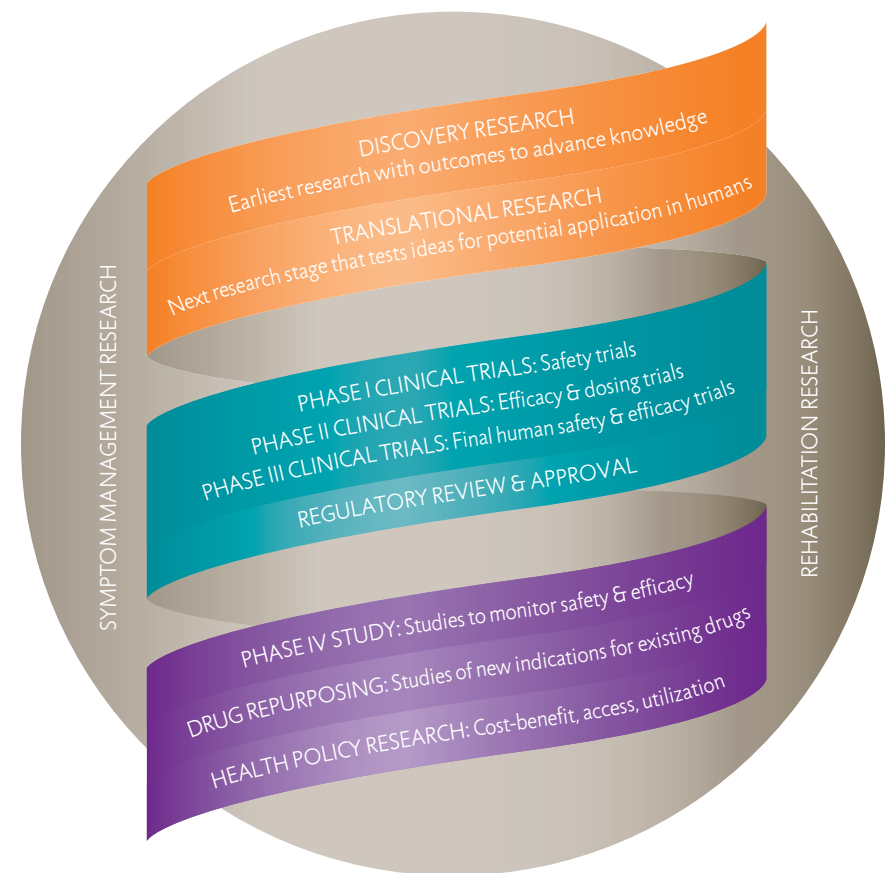 DISCOVERY RESEARCH
Earliest research with outcomes to advance knowledge
TRANSLATIONAL RESEARCH
Next research stage that tests ideas for potential application in humans
SYMPTOM MANAGEMENT RESEARCH
PHASE I CLINICAL TRIALS: Safety trials
PHASE II CLINICAL TRIALS: Efficacy & dosing trials
PHASE III CLINICAL TRIALS: Final human safety & efficacy trials
REGULATORY REVIEW & APPROVAL
REHABILITATION RESEARCH
PHASE IV STUDY: Studies to monitor safety & efficacy
DRUG REPURPOSING: Studies of new indications for existing drugs
HEALTH POLICY RESEARCH: Cost-benefit, access, utilization